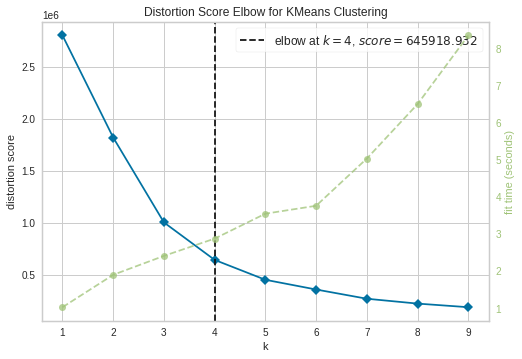 Distortion Score Elbow for KMeans Clustering
1e6
elbow at k = 4, score = 645918.932
2.5
2.0
1.5
1.0
0.5
distortion score
8
7
6
5
4
3
2
1
fit time (seconds)
1 2 3 4 5 6 7 8 9
k